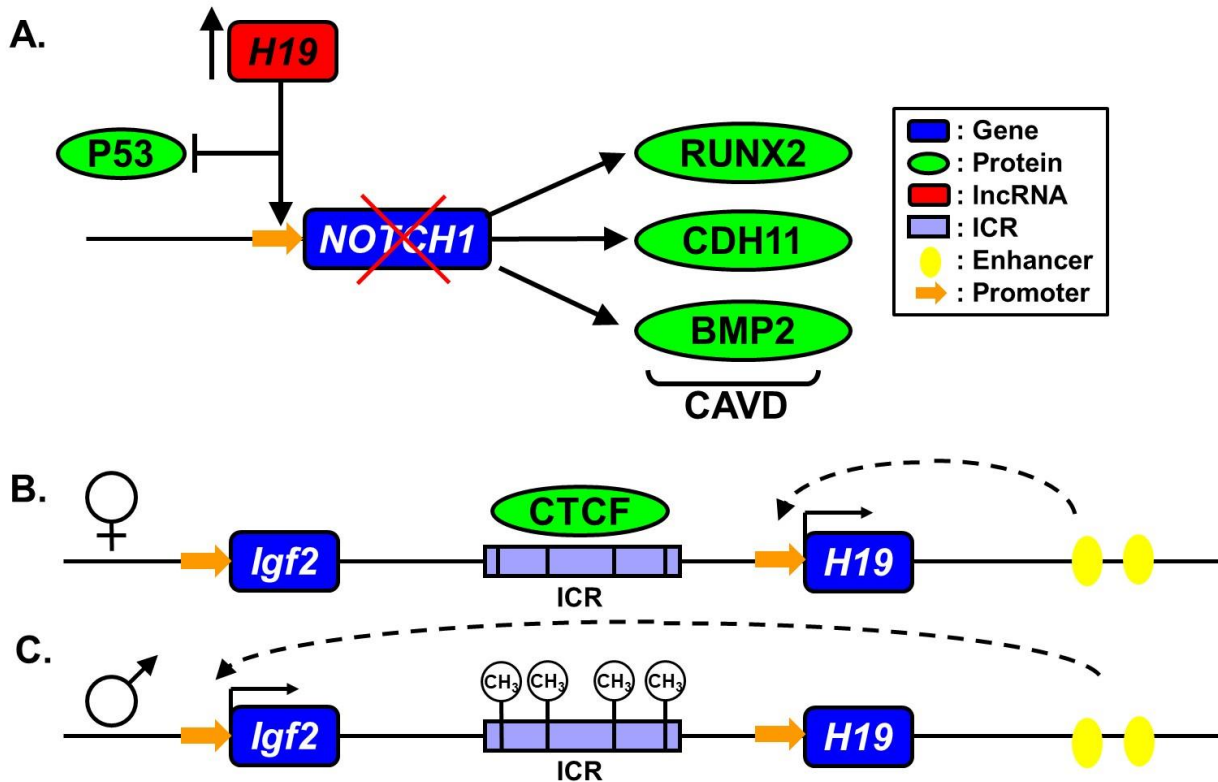 A.
H19
P53
NOTCH1
RUNX2
CDH11
BMP2
CAVD
: Gene
: Protein
: lncRNA
: ICR
: Enhancer
: Promoter
B.
Igf2
CTCF
ICR
H19
C.
Igf2
CH3 CH3 CH3 CH3
ICR
H19